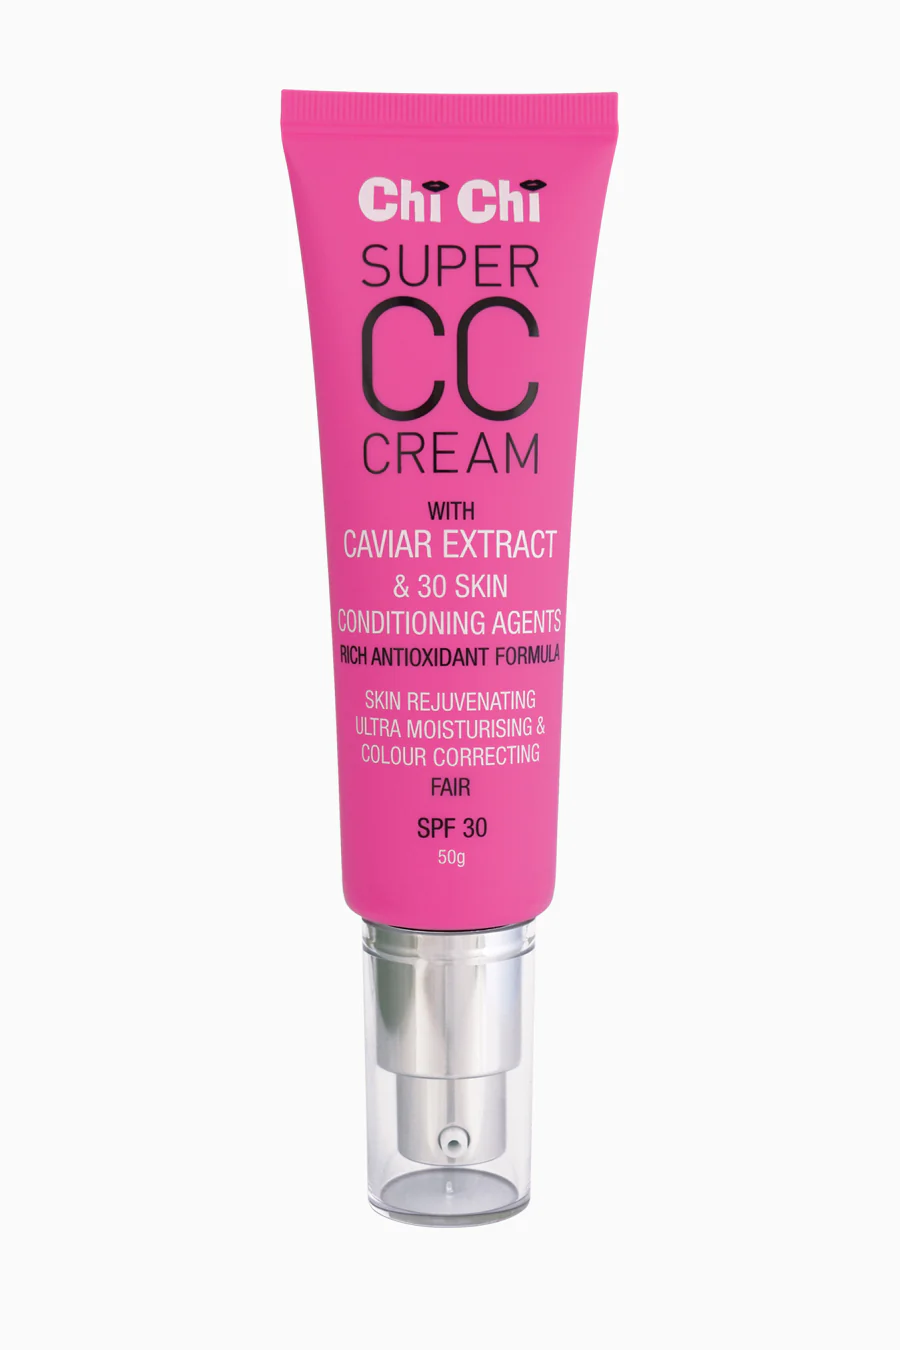 Chi Chi
SUPER
CC
CREAM
WITH
CAVIAR EXTRACT
& 30 SKIN
CONDITIONING AGENTS
RICH ANTIOXIDANT FORMULA
SKIN REJUVENATING
ULTRA MOISTURISING &
COLOUR CORRECTING
FAIR
SPF 30
50g